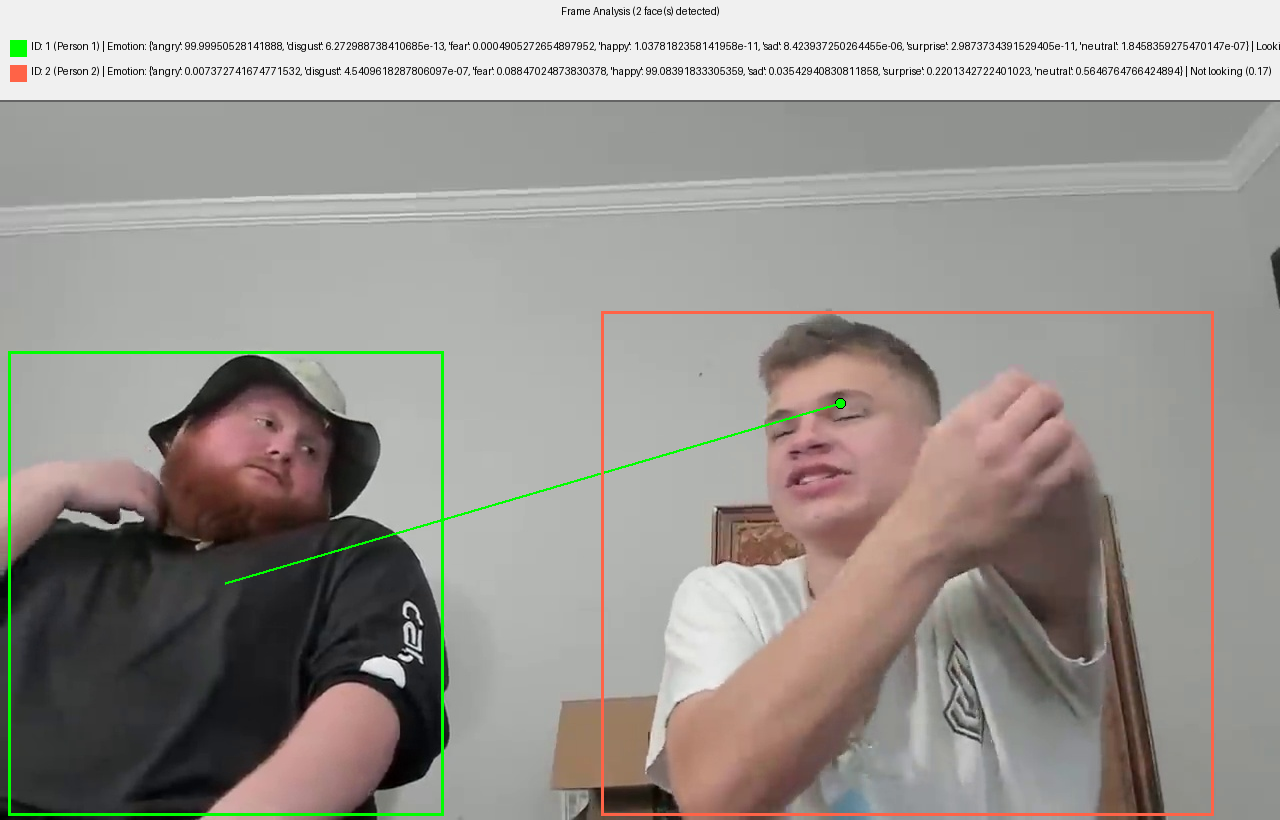 Frame Analysis (2 face(s) detected)
ID: 1 (Person 1) | Emotion: {'angry': 99.99950528141888, 'disgust': 6.272988738410685e-13, 'fear': 0.0004905272654897952, 'happy': 1.0378182358141958e-11, 'sad': 8.423937250264455e-06, 'surprise': 2.9873734391529405e-11, 'neutral': 1.8458359275470147e-07} | Looki
ID: 2 (Person 2) | Emotion: {'angry': 0.007372741674771532, 'disgust': 4.5409618287806097e-07, 'fear': 0.08847024873830378, 'happy': 99.08391833305359, 'sad': 0.03542940830811858, 'surprise': 0.2201342722401023, 'neutral': 0.5646764766424894} | Not looking (0.17)